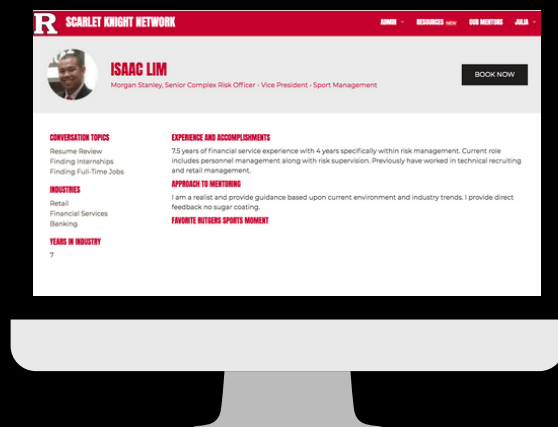 R SCARLET KNIGHT NETWORK
ADMIN RESOURCES NEW OUR MENTORS JULIA
ISAAC LIM
Morgan Stanley, Senior Complex Risk Officer - Vice President - Sport Management
BOOK NOW
CONVERSATION TOPICS
Resume Review
Finding Internships
Finding Full-Time Jobs
INDUSTRIES
Retail
Financial Services
Banking
YEARS IN INDUSTRY
7
EXPERIENCE AND ACCOMPLISHMENTS
7.5 years of financial service experience with 4 years specifically within risk management. Current role
includes personnel management along with risk supervision. Previously have worked in technical recruiting
and retail management.
APPROACH TO MENTORING
I am a realist and provide guidance based upon current environment and industry trends. I provide direct
feedback no sugar coating.
FAVORITE RUTGERS SPORTS MOMENT